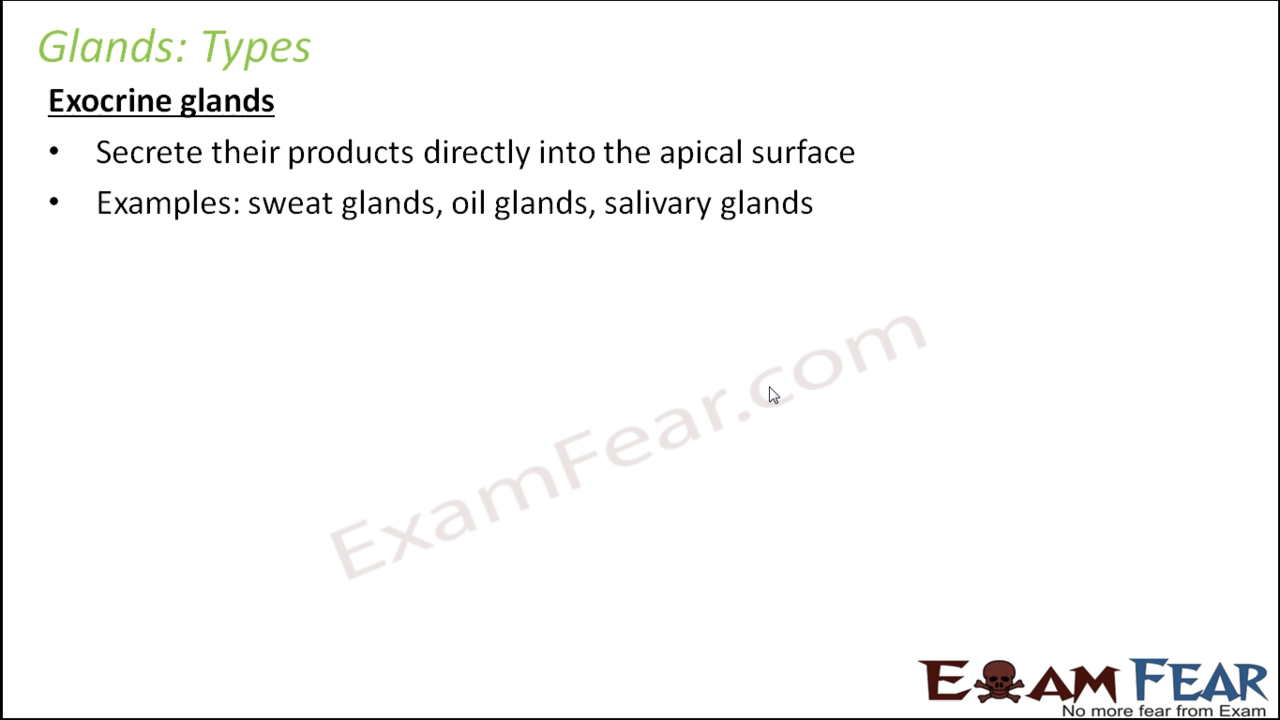 Glands: Types
Exocrine glands
• Secrete their products directly into the apical surface
• Examples: sweat glands, oil glands, salivary glands
ExamFear.com
EXAM FEAR
No more fear from Exam